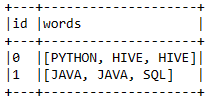 +---+--------------------+
|id |words               |
+---+--------------------+
|0  |[PYTHON, HIVE, HIVE]|
|1  |[JAVA, JAVA, SQL]   |
+---+--------------------+